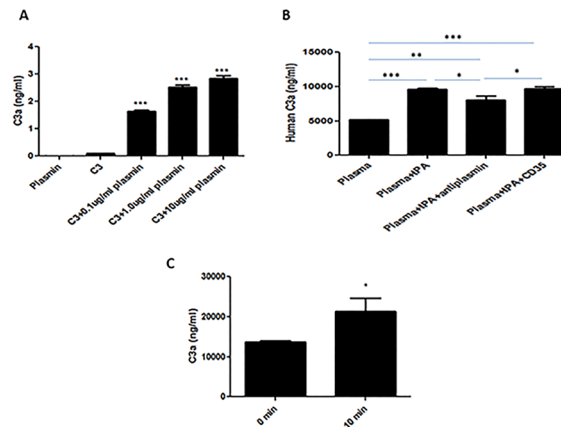 A
C3a (ng/ml)
4
3
2
1
0
***
***
***
Plasmin
C3
C3+0.1ug/ml plasmin
C3+1.0ug/ml plasmin
C3+10ug/ml plasmin
B
Human C3a (ng/ml)
15000
10000
5000
0
***
**
***
*
*
Plasma
Plasma+tPA
Plasma+tPA+antiplasmin
Plasma+tPA+CD35
C
C3a (ng/ml)
30000
20000
10000
0
*
0 min
10 min